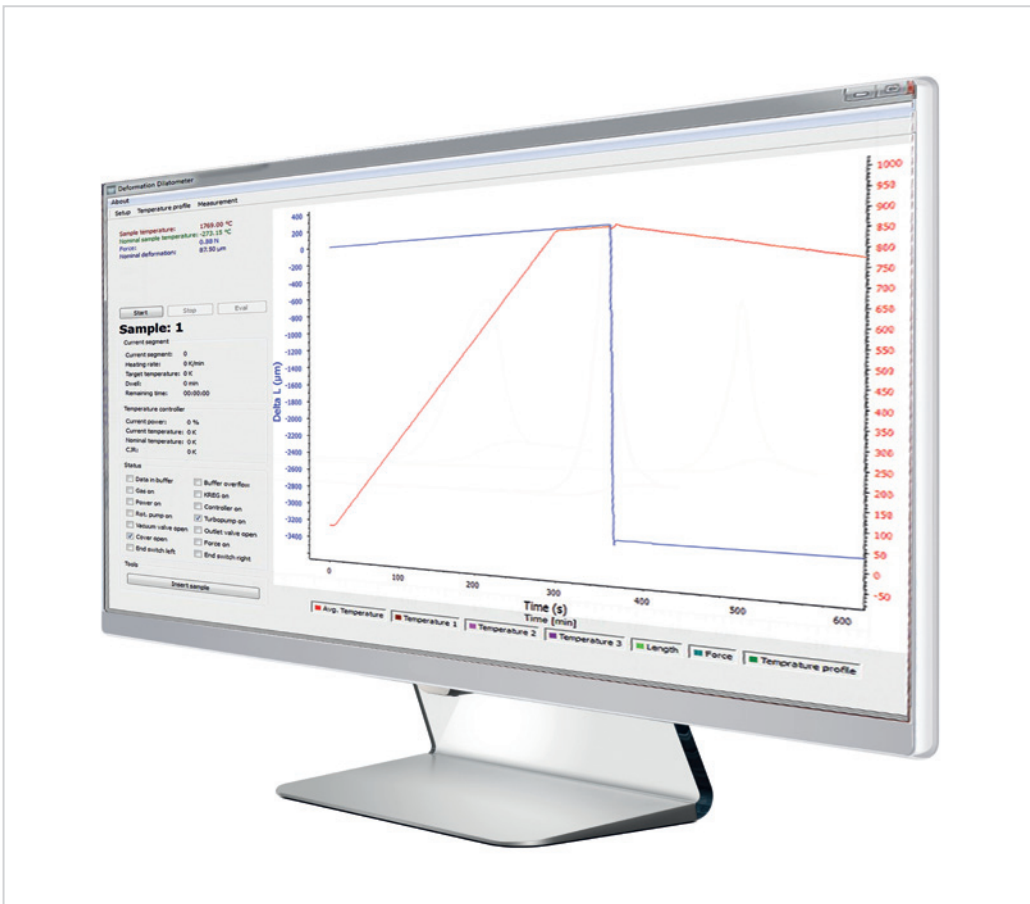 Deformation Dilatometer
About
Setup Temperature profile Measurement
Sample temperature: 1769.00 °C
Nominal sample temperature: -273.15 °C
Force: 0.88 N
Nominal deformation: 87.50 µm
Start Stop Eval
Sample: 1
Current segment
Current segment: 0
Heating rate: 0 K/min
Target temperature: 0 K
Dwell: 0 min
Remaining time: 00:00:00
Temperature controller
Current power: 0 %
Current temperature: 0 K
Nominal temperature: 0 K
CJR: 0 K
Status
Data in buffer Buffer overflow
Gas on KRBG on
Power on Controller on
Rot. pump on Turbopump on
Vacuum valve open Outlet valve open
Cover open Force on
End switch left End switch right
Tools
Insert sample
Delta L (µm)
400
200
0
-200
-400
-600
-800
-1000
-1200
-1400
-1600
-1800
-2000
-2200
-2400
-2600
-2800
-3000
-3200
-3400
1000
950
900
850
800
750
700
650
600
550
500
450
400
350
300
250
200
150
100
50
0
-50
0 100 200 300 400 500 600
Time (s)
Time [min]
Avg. Temperature Temperature 1 Temperature 2 Temperature 3 Length Force Temprature profile